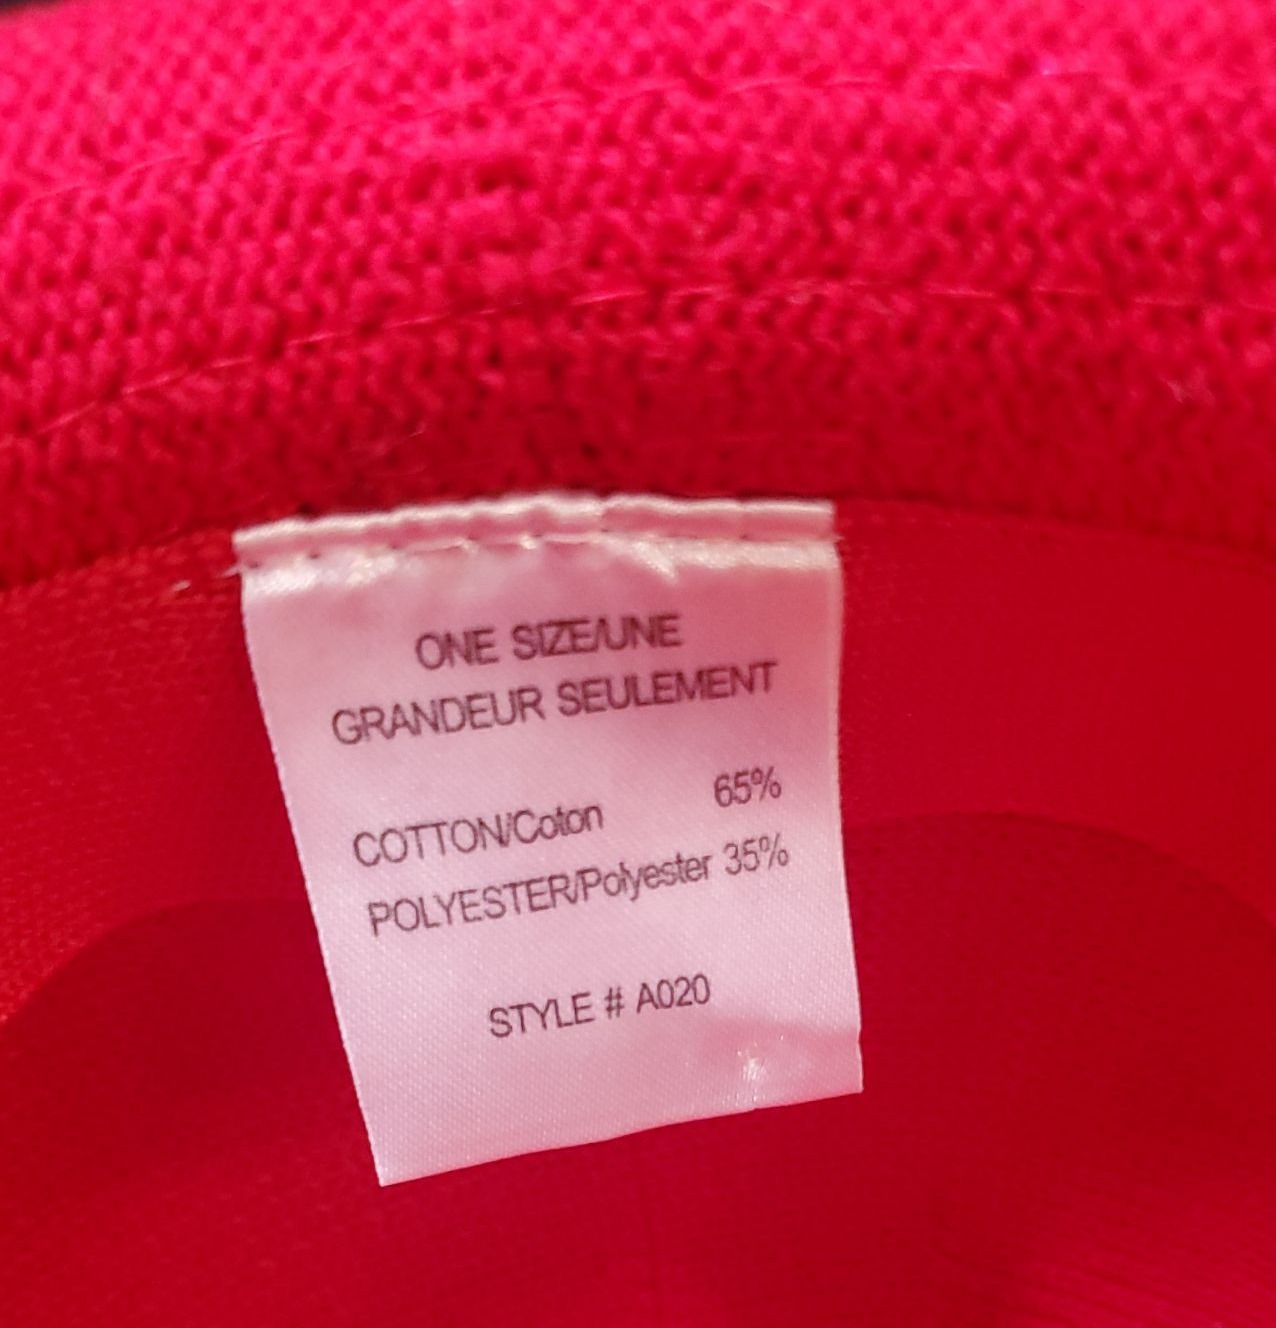 ONE SIZE/UNE
GRANDEUR SEULEMENT
COTTON/Coton 65%
POLYESTER/Polyester 35%
STYLE # A020